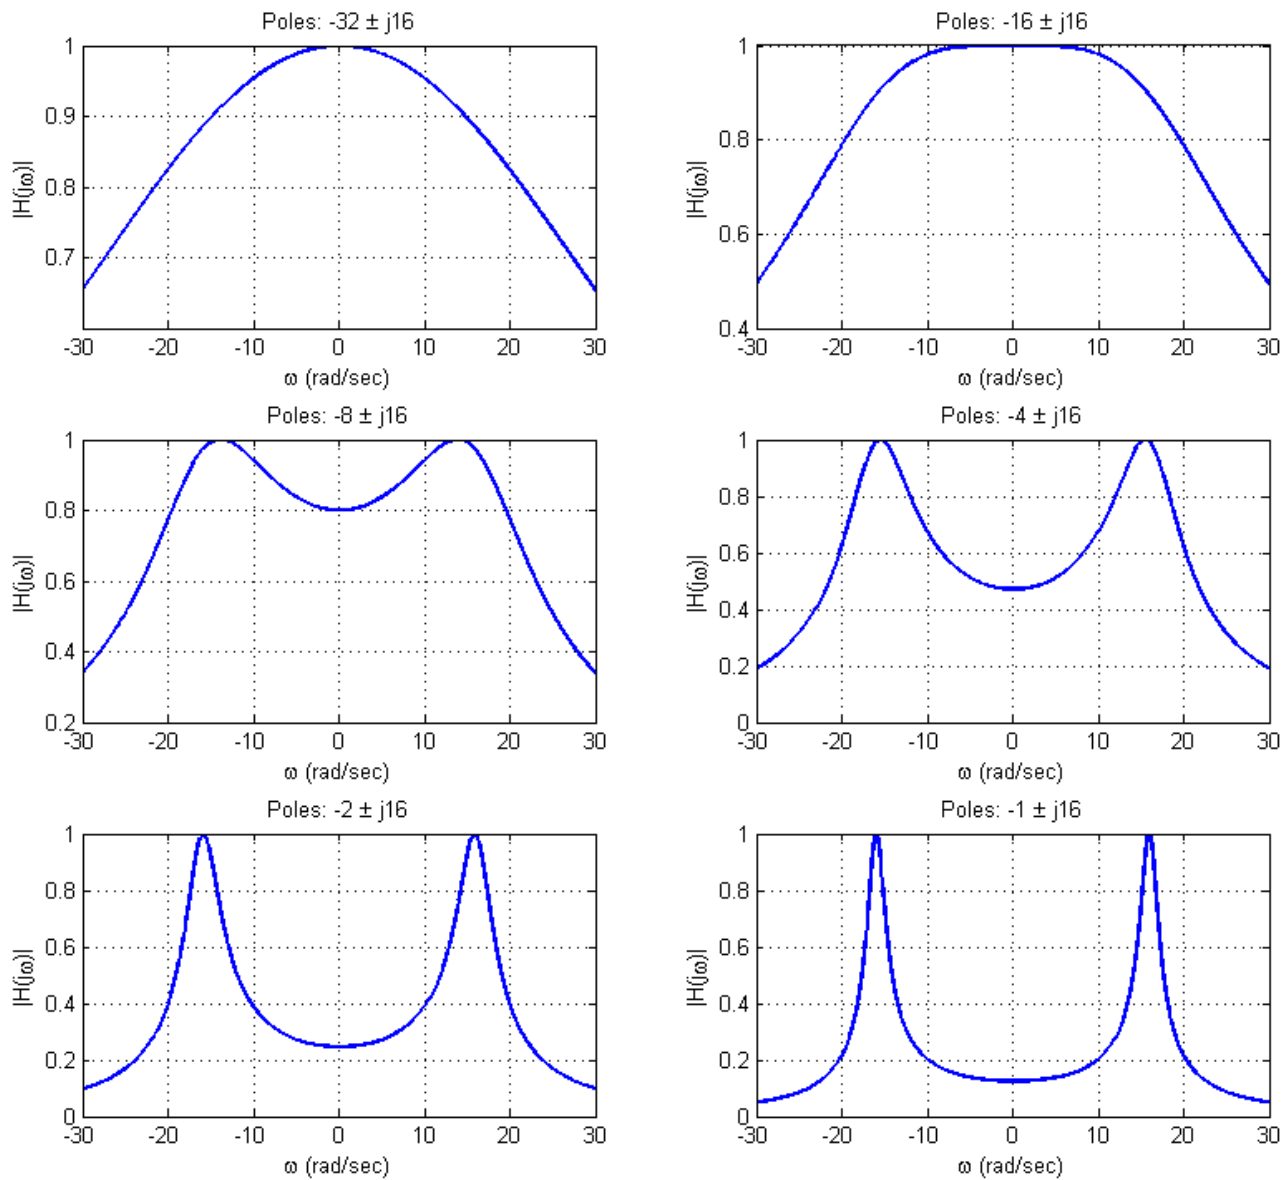 Poles: -32 ± j16
1
0.9
0.8
0.7
|H(jω)|
-30 -20 -10 0 10 20 30
ω (rad/sec)
Poles: -16 ± j16
1
0.8
0.6
0.4
|H(jω)|
-30 -20 -10 0 10 20 30
ω (rad/sec)
Poles: -8 ± j16
1
0.8
0.6
0.4
0.2
|H(jω)|
-30 -20 -10 0 10 20 30
ω (rad/sec)
Poles: -4 ± j16
1
0.8
0.6
0.4
0.2
0
|H(jω)|
-30 -20 -10 0 10 20 30
ω (rad/sec)
Poles: -2 ± j16
1
0.8
0.6
0.4
0.2
0
|H(jω)|
-30 -20 -10 0 10 20 30
ω (rad/sec)
Poles: -1 ± j16
1
0.8
0.6
0.4
0.2
0
|H(jω)|
-30 -20 -10 0 10 20 30
ω (rad/sec)